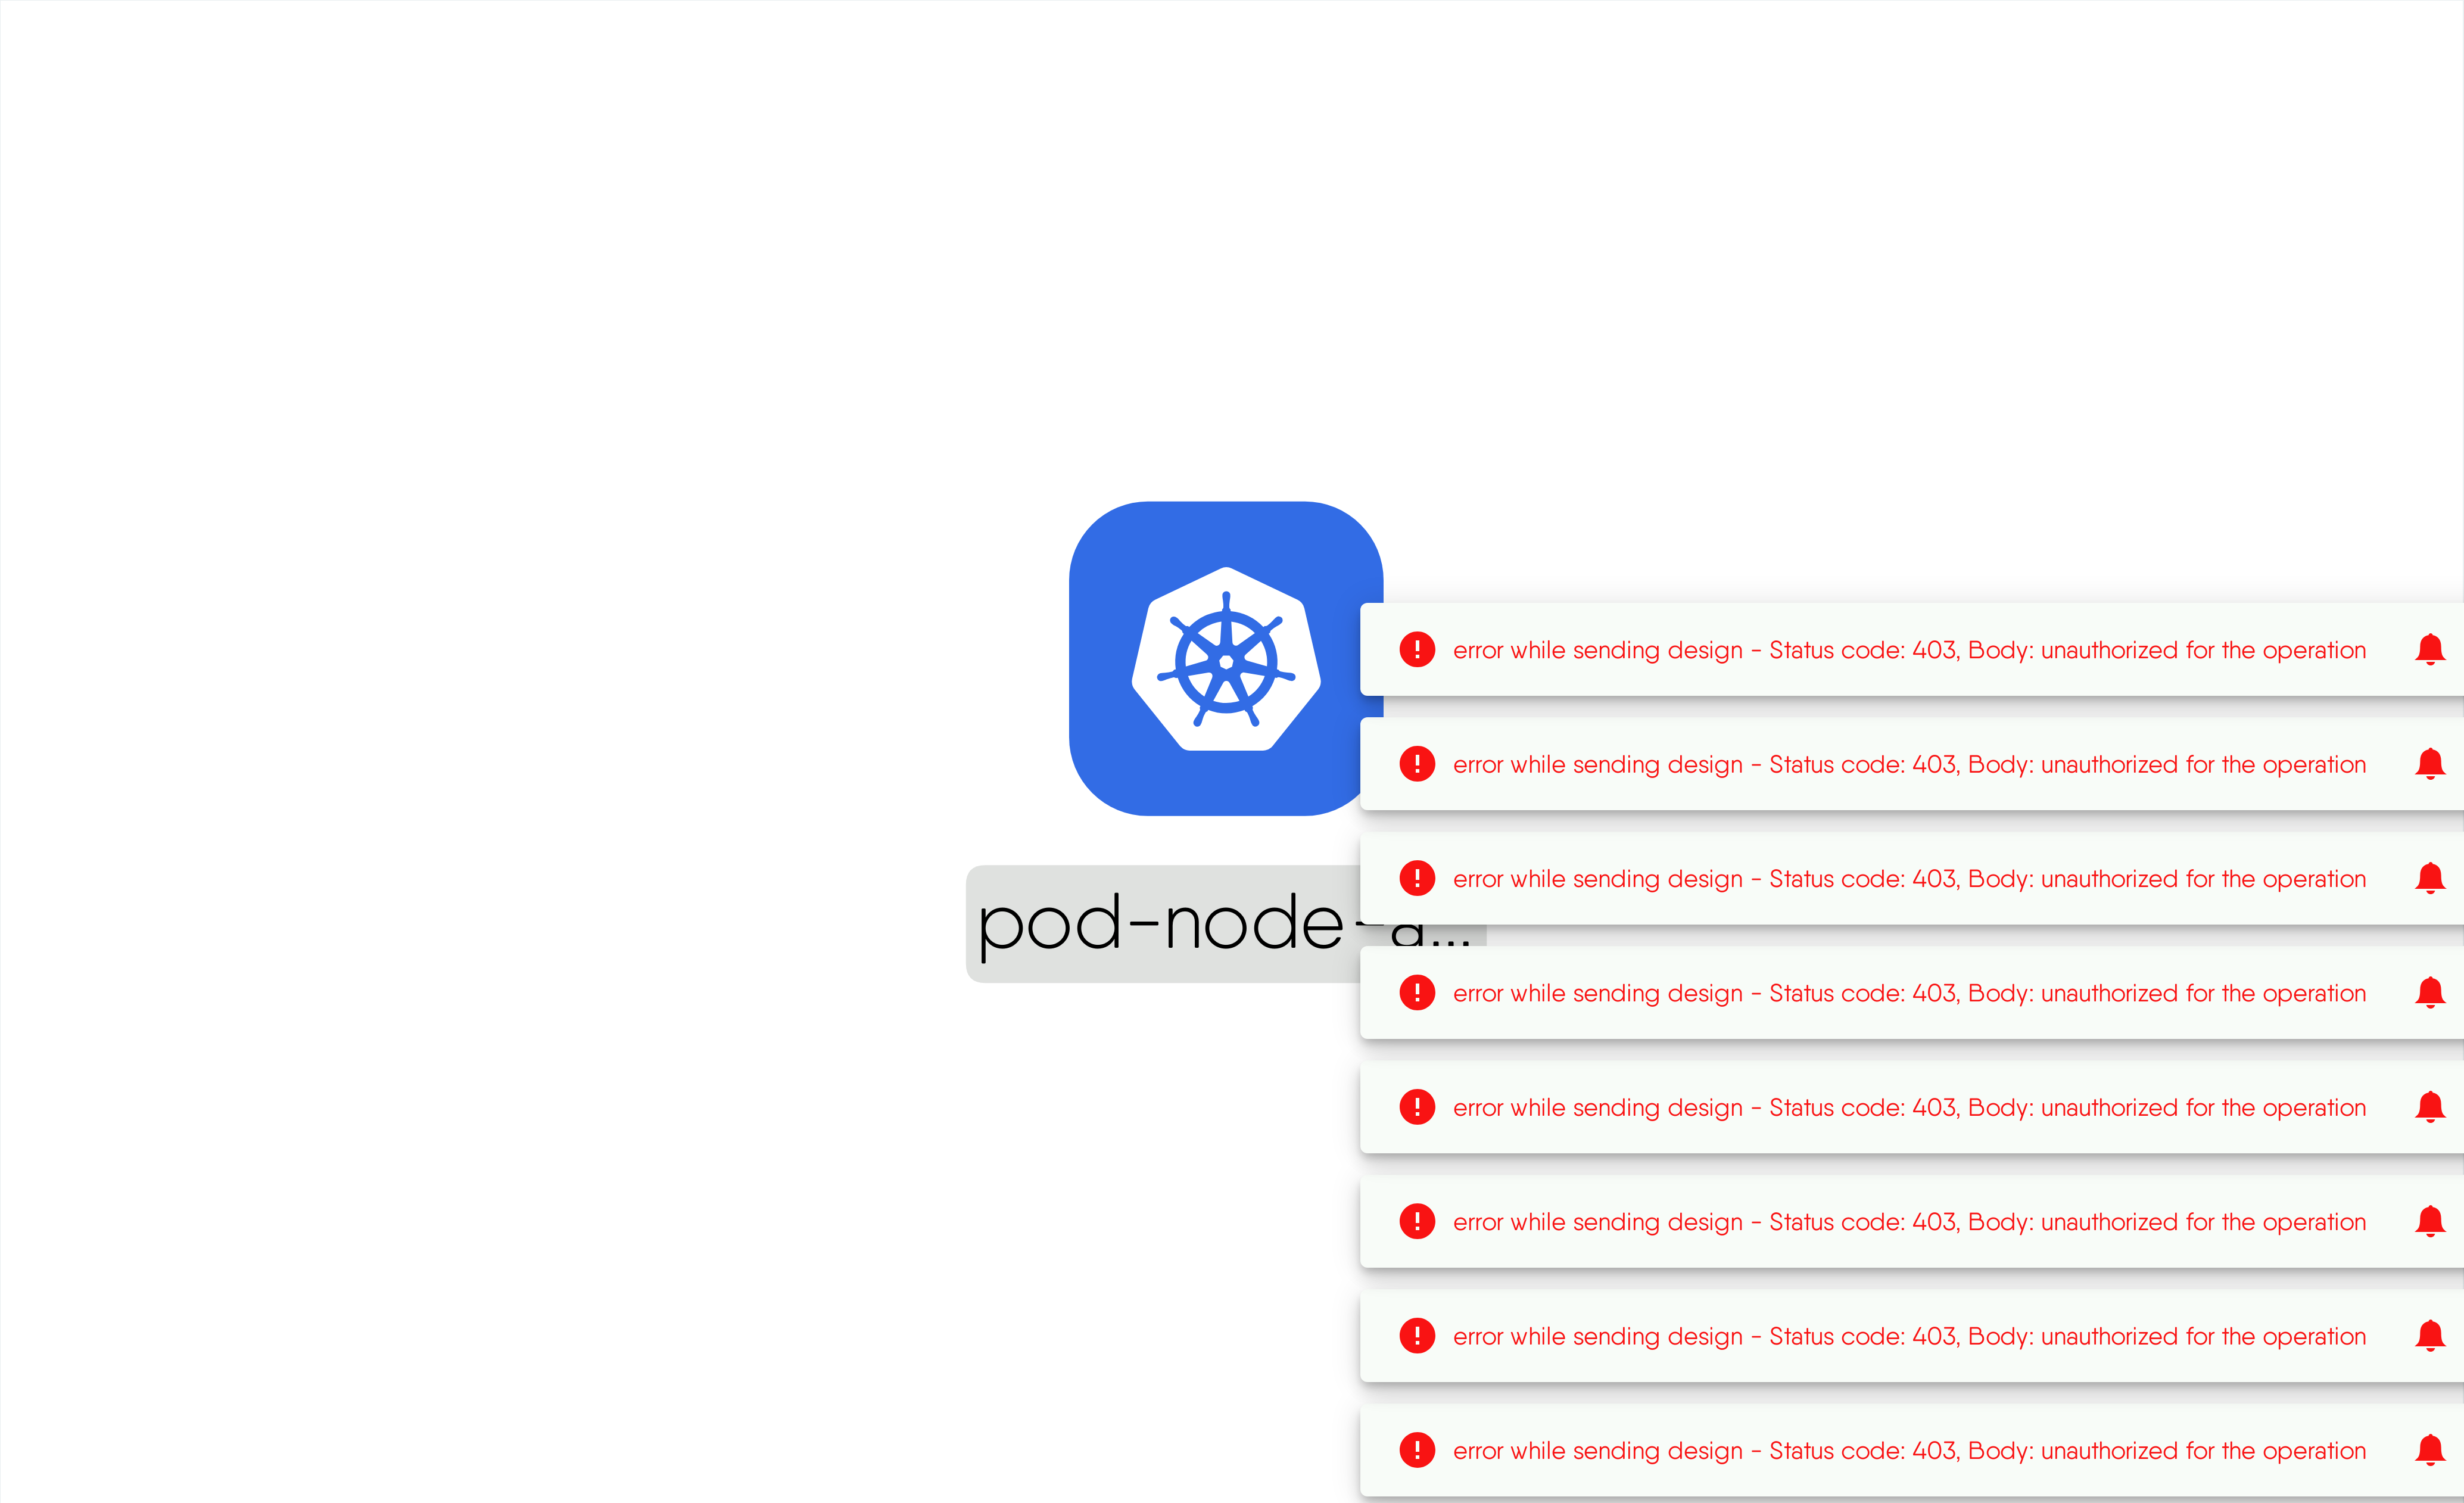 error while sending design - Status code: 403, Body: unauthorized for the operation
error while sending design - Status code: 403, Body: unauthorized for the operation
error while sending design - Status code: 403, Body: unauthorized for the operation
pod-node-a...
error while sending design - Status code: 403, Body: unauthorized for the operation
error while sending design - Status code: 403, Body: unauthorized for the operation
error while sending design - Status code: 403, Body: unauthorized for the operation
error while sending design - Status code: 403, Body: unauthorized for the operation
error while sending design - Status code: 403, Body: unauthorized for the operation